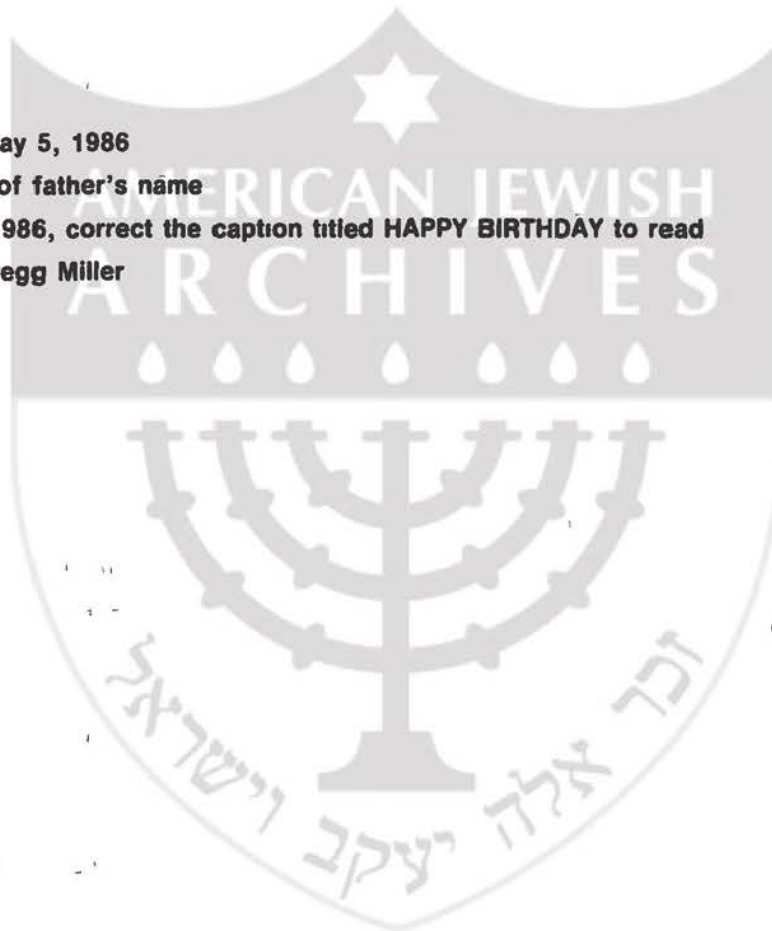 ay 5, 1986
of father's name
1986, correct the caption titled HAPPY BIRTHDAY to read
egg Miller
AMERICAN JEWISH
ARCHIVES
זכר אלה יעקב וישראל